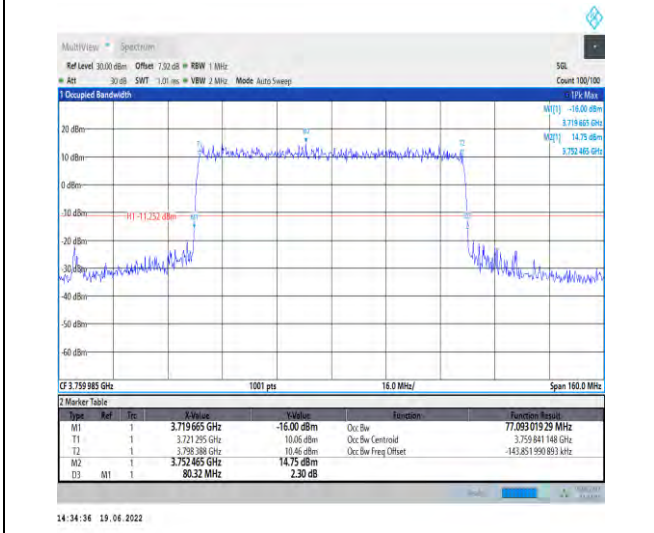 MultiView Spectrum
Ref Level 30.00 dBm Offset 7.92 dB RBW 1 MHz SGL
Att 30 dB SWT 1.01 ms VBW 2 MHz Mode Auto Sweep Count 100/100
1 Occupied Bandwidth 1Pk Max
M1[1] -16.00 dBm
3.719 665 GHz
M2[1] 14.75 dBm
3.752 465 GHz
20 dBm
10 dBm
0 dBm
-10 dBm
H1 -11.252 dBm
-20 dBm
-30 dBm
-40 dBm
-50 dBm
-60 dBm
CF 3.759 985 GHz 1001 pts 16.0 MHz/ Span 160.0 MHz
2 Marker Table
Type Ref Trc X-Value Y-Value Function Function Result
M1 1 3.719 665 GHz -16.00 dBm Occ Bw 77.093 019 29 MHz
T1 1 3.721 295 GHz 10.06 dBm Occ Bw Centroid 3.759 841 148 GHz
T2 1 3.798 388 GHz 10.46 dBm Occ Bw Freq Offset -143.851 990 893 kHz
M2 1 3.752 465 GHz 14.75 dBm
D3 M1 1 80.32 MHz 2.30 dB
14:34:36 19.06.2022